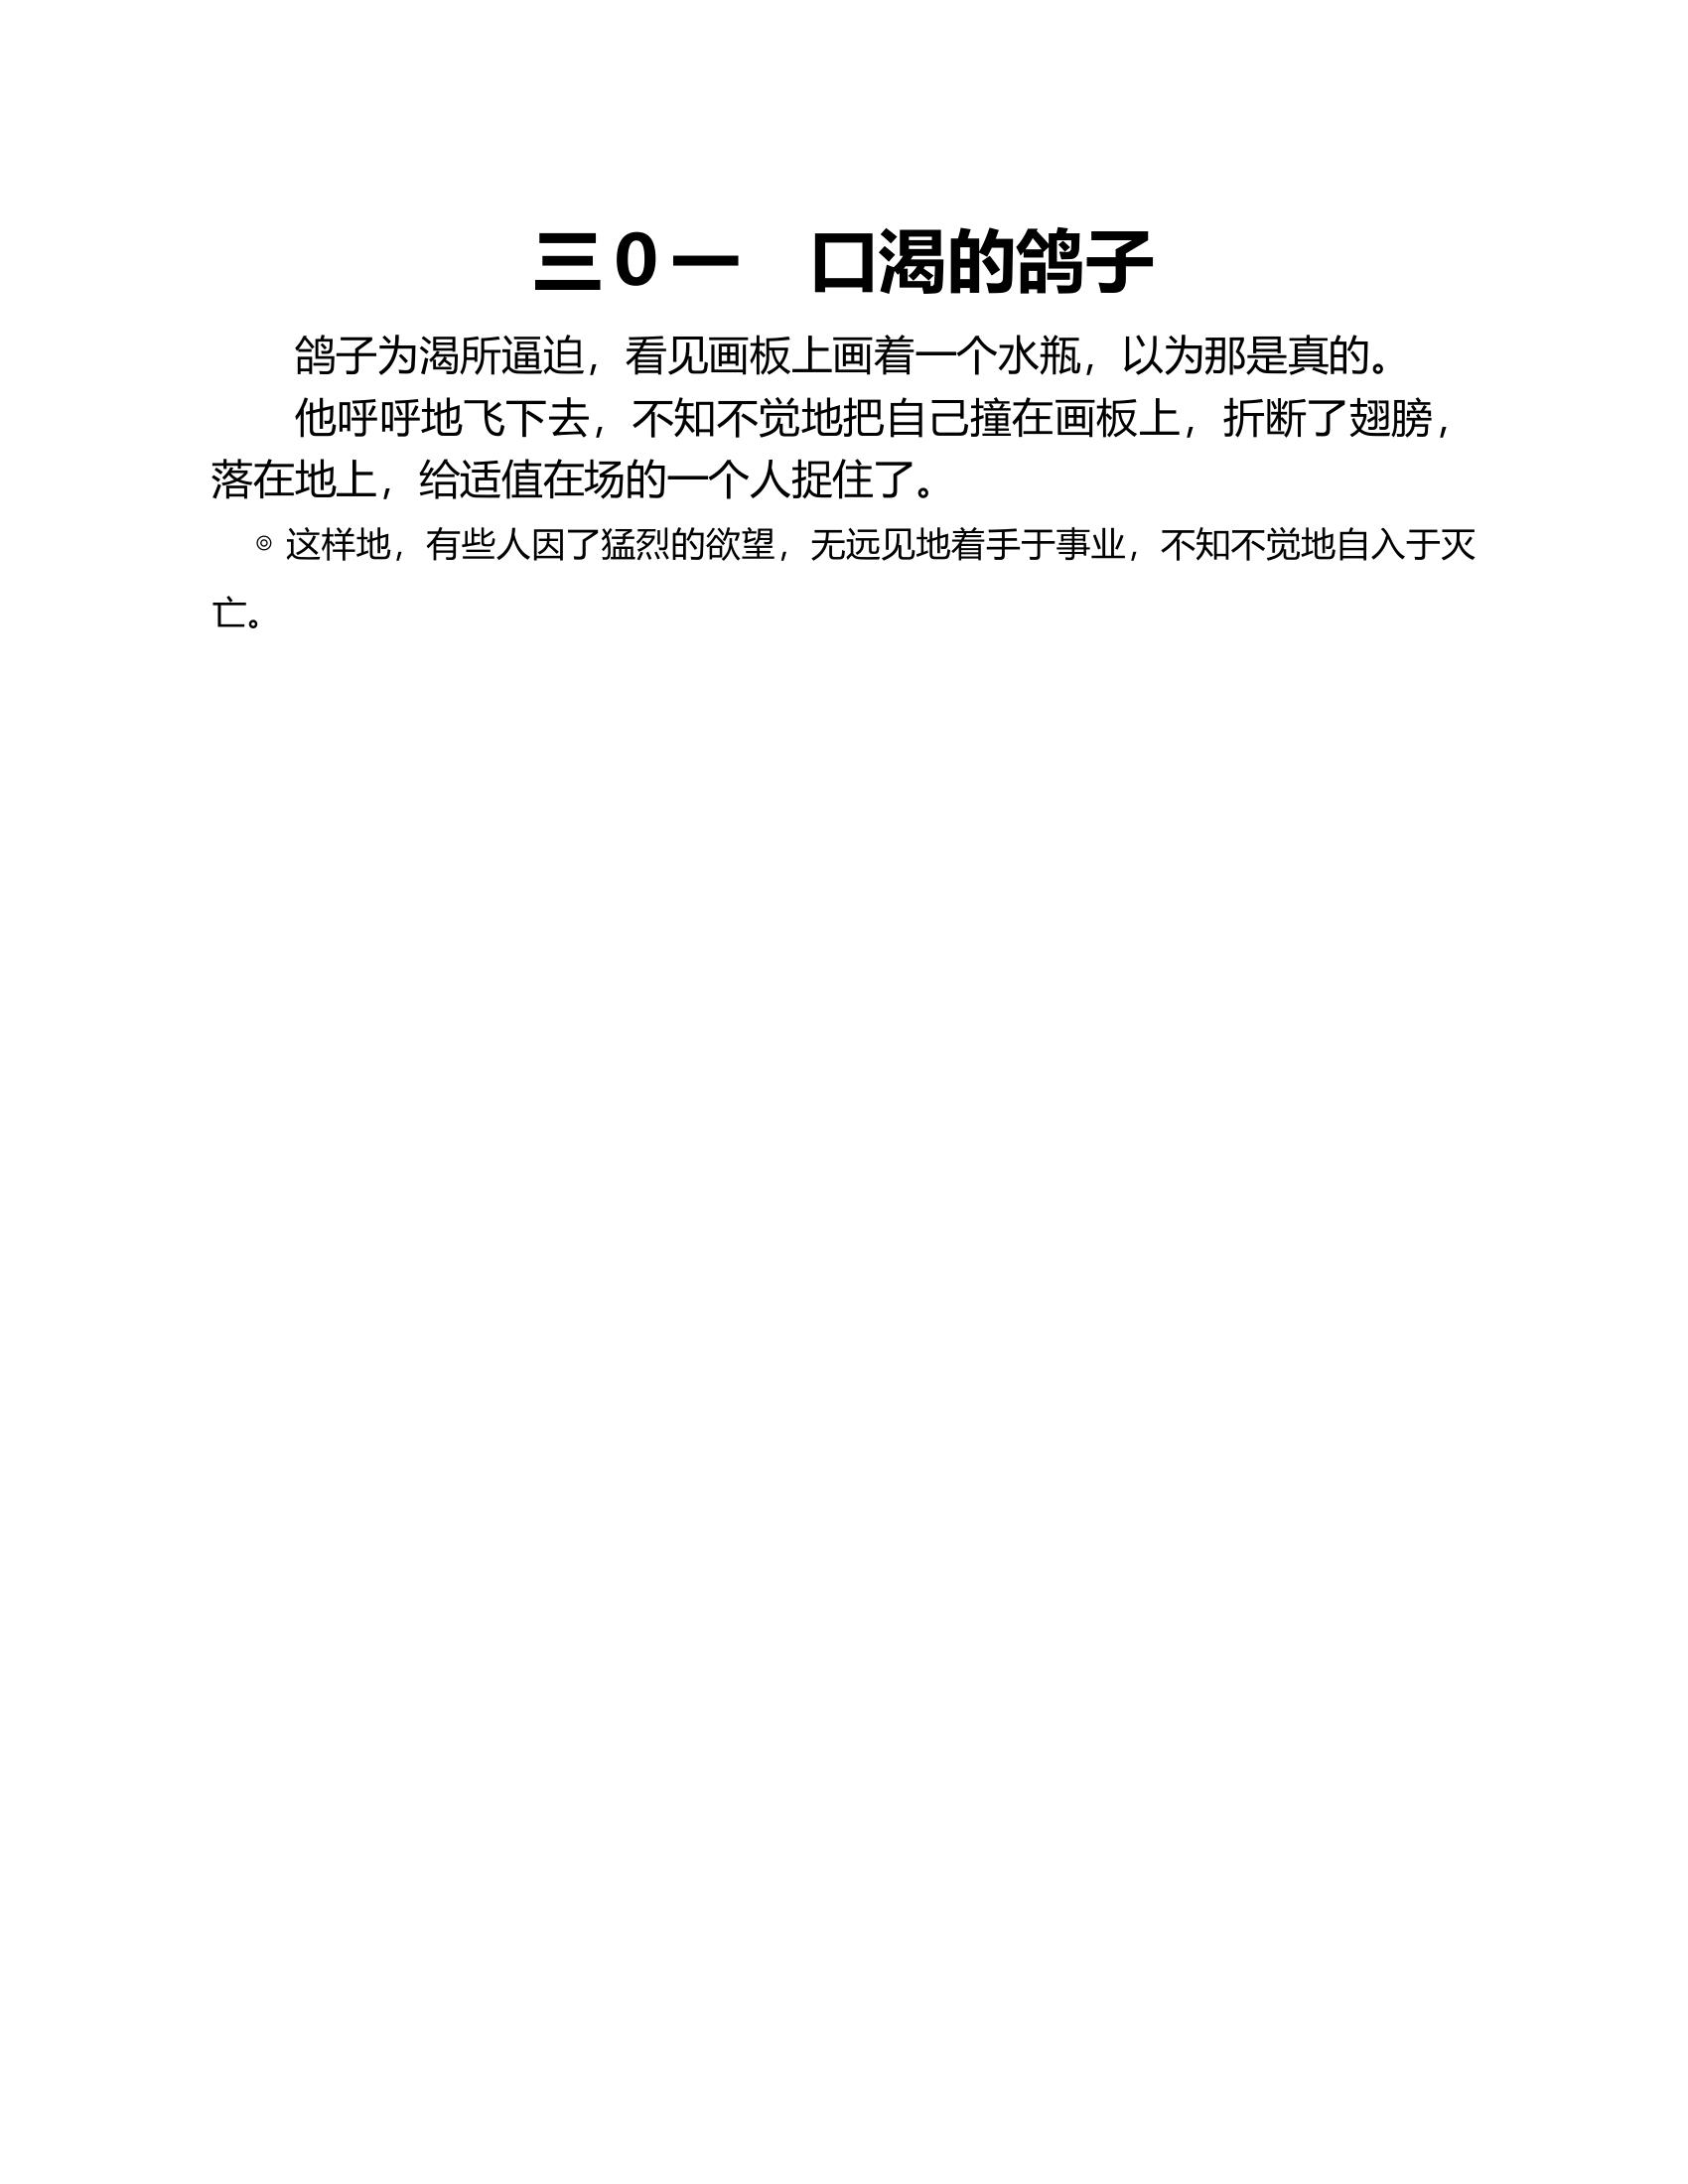 三0一 口渴的鸽子
鸽子为渴所逼迫，看见画板上画着一个水瓶，以为那是真的。
他呼呼地飞下去，不知不觉地把自己撞在画板上，折断了翅膀，
落在地上，给适值在场的一个人捉住了。
◎ 这样地，有些人因了猛烈的欲望，无远见地着手于事业，不知不觉地自入于灭
亡。